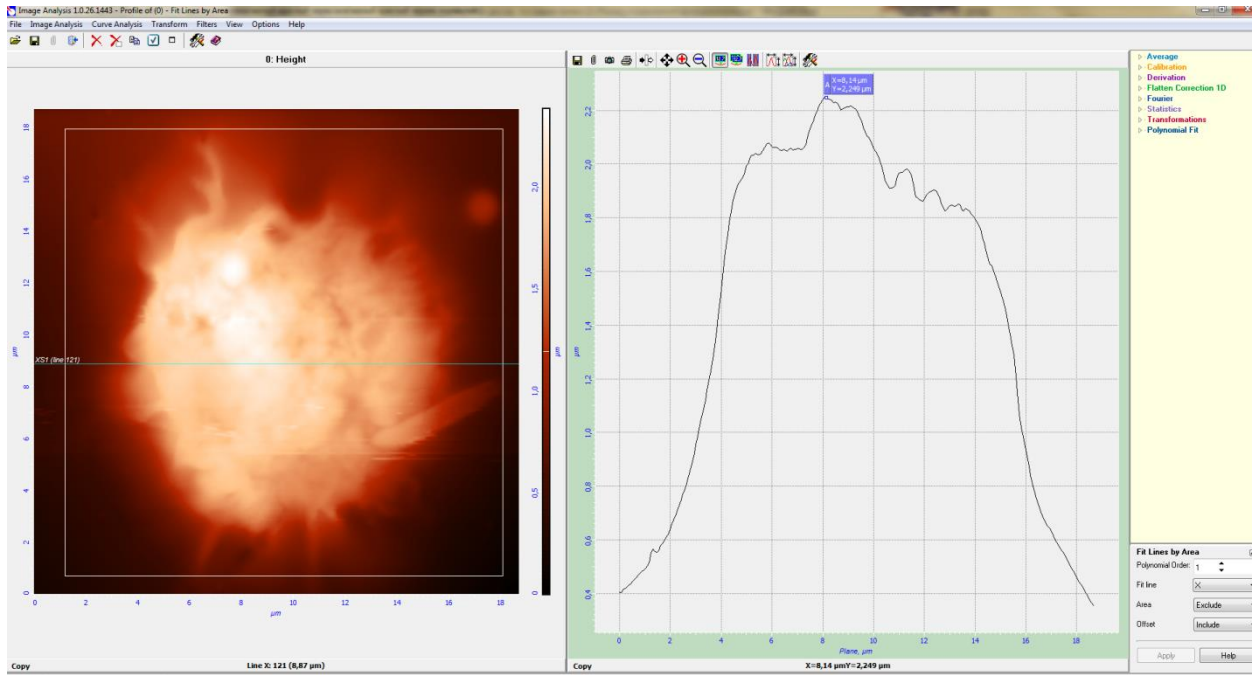 Image Analysis 1.0.26.1443 - Profile of (0) - Fit Lines by Area
File Image Analysis Curve Analysis Transform Filters View Options Help
0: Height
18
16
14
12
10
8
6
4
2
0
µm
XS1 (line 121)
0 2 4 6 8 10 12 14 16 18
µm
2,0
1,5
1,0
0,5
µm
Copy
Line X: 121 (8,87 µm)
A X=8,14 µm
Y=2,249 µm
2,2
2,0
1,8
1,6
1,4
1,2
1,0
0,8
0,6
0,4
µm
0 2 4 6 8 10 12 14 16 18
Plane, µm
Copy
X=8,14 µmY=2,249 µm
Average
Calibration
Derivation
Flatten Correction 1D
Fourier
Statistics
Transformations
Polynomial Fit
Fit Lines by Area
Polynomial Order: 1
Fit line X
Area Exclude
Offset Include
Apply Help